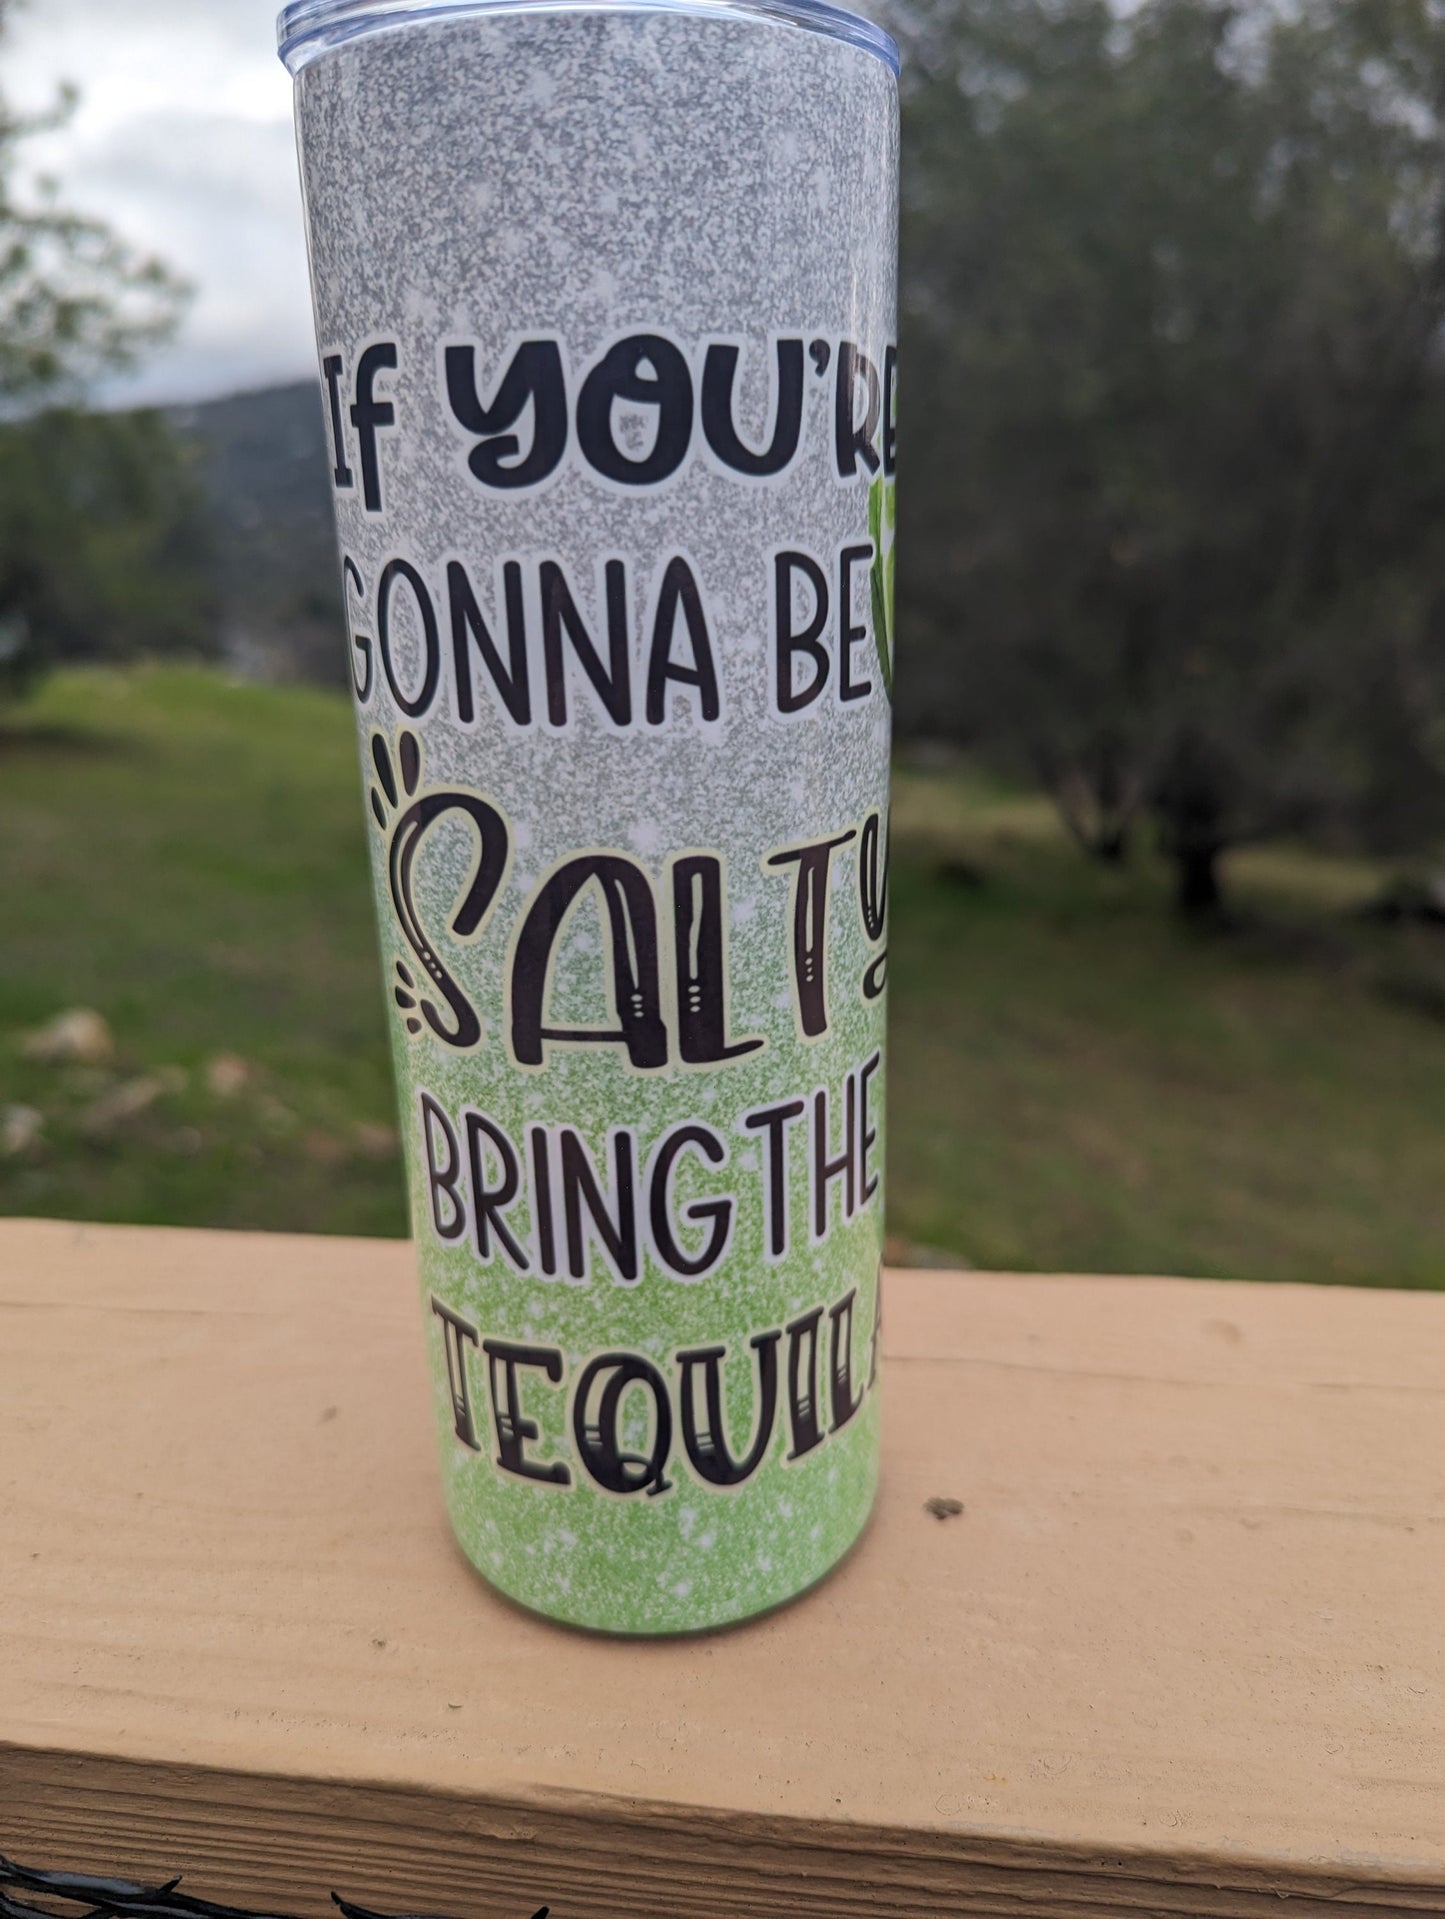 If YOU'RE
GONNA BE
SALTY
BRING THE
TEQUILA